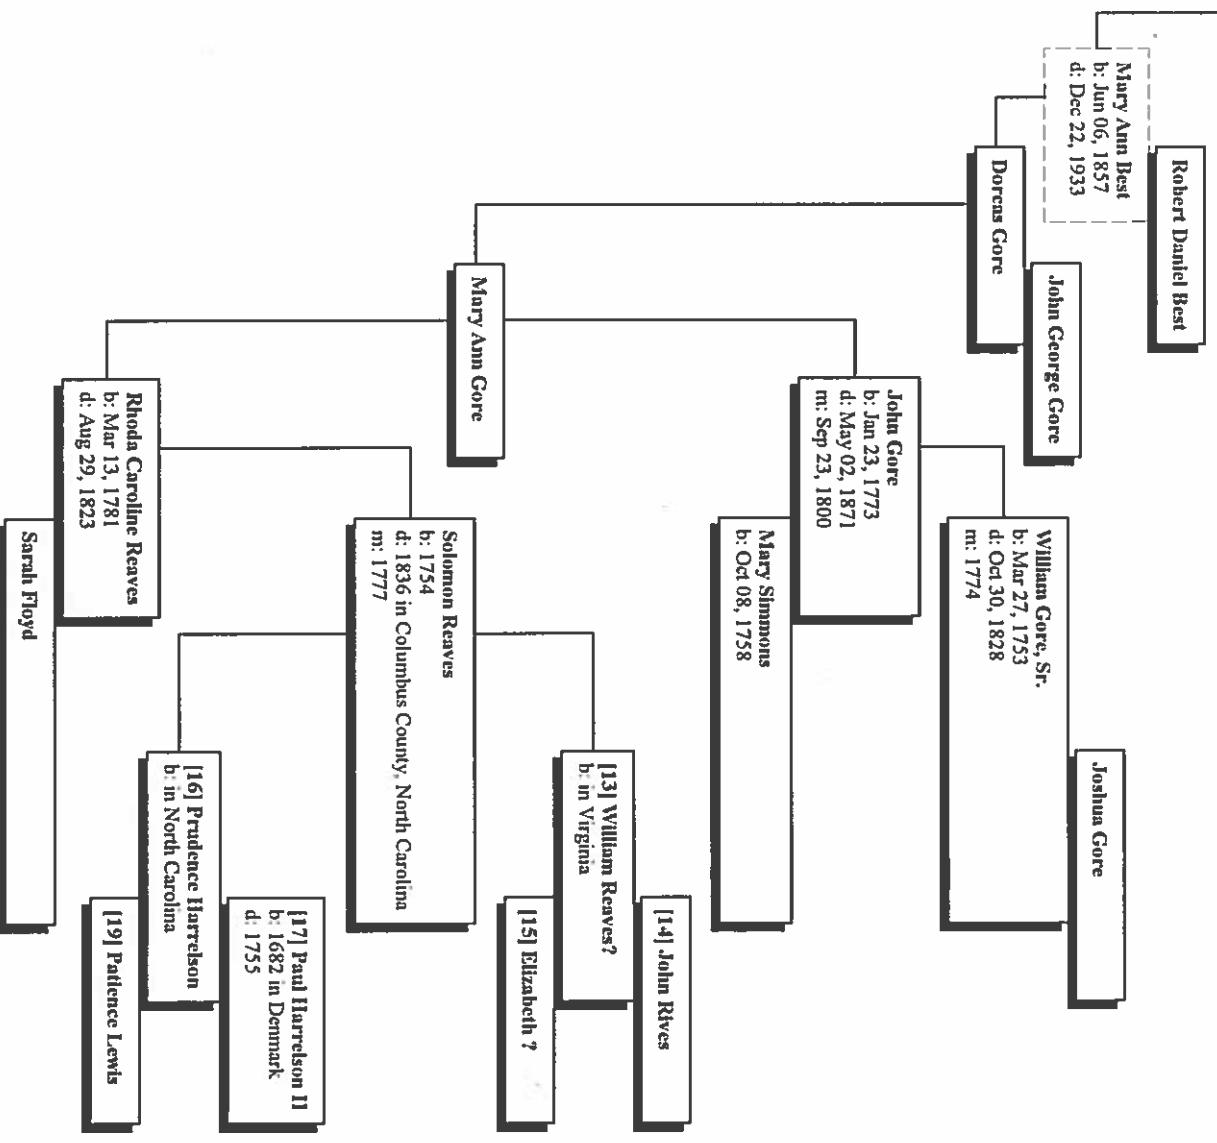 Robert Daniel Best
Mary Ann Best
b: Jun 06, 1857
d: Dec 22, 1933
John George Gore
Dorcas Gore
Joshua Gore
William Gore, Sr.
b: Mar 27, 1753
d: Oct 30, 1828
m: 1774
John Gore
b: Jan 23, 1773
d: May 02, 1871
m: Sep 23, 1800
Mary Simmons
b: Oct 08, 1758
Mary Ann Gore
[14] John Rives
[13] William Reaves?
b: in Virginia
[15] Elizabeth ?
Solomon Reaves
b: 1754
d: 1836 in Columbus County, North Carolina
m: 1777
[17] Paul Harrelson II
b: 1682 in Denmark
d: 1755
[16] Prudence Harrelson
b: in North Carolina
[19] Patience Lewis
Rhoda Caroline Reaves
b: Mar 13, 1781
d: Aug 29, 1823
Sarah Floyd